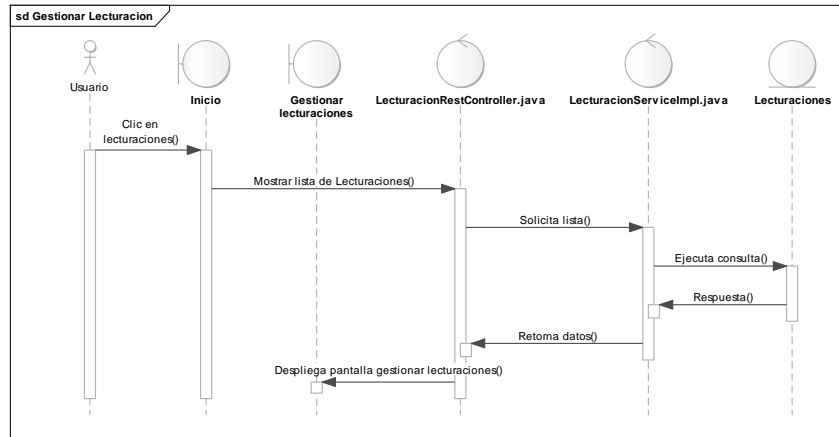 sd Gestionar Lecturacion
Usuario
Inicio
Gestionar
lecturaciones
LecturacionRestController.java
LecturacionServiceImpl.java
Lecturaciones
Clic en
lecturaciones()
Mostrar lista de Lecturaciones()
Solicita lista()
Ejecuta consulta()
Respuesta()
Retorna datos()
Despliega pantalla gestionar lecturaciones()